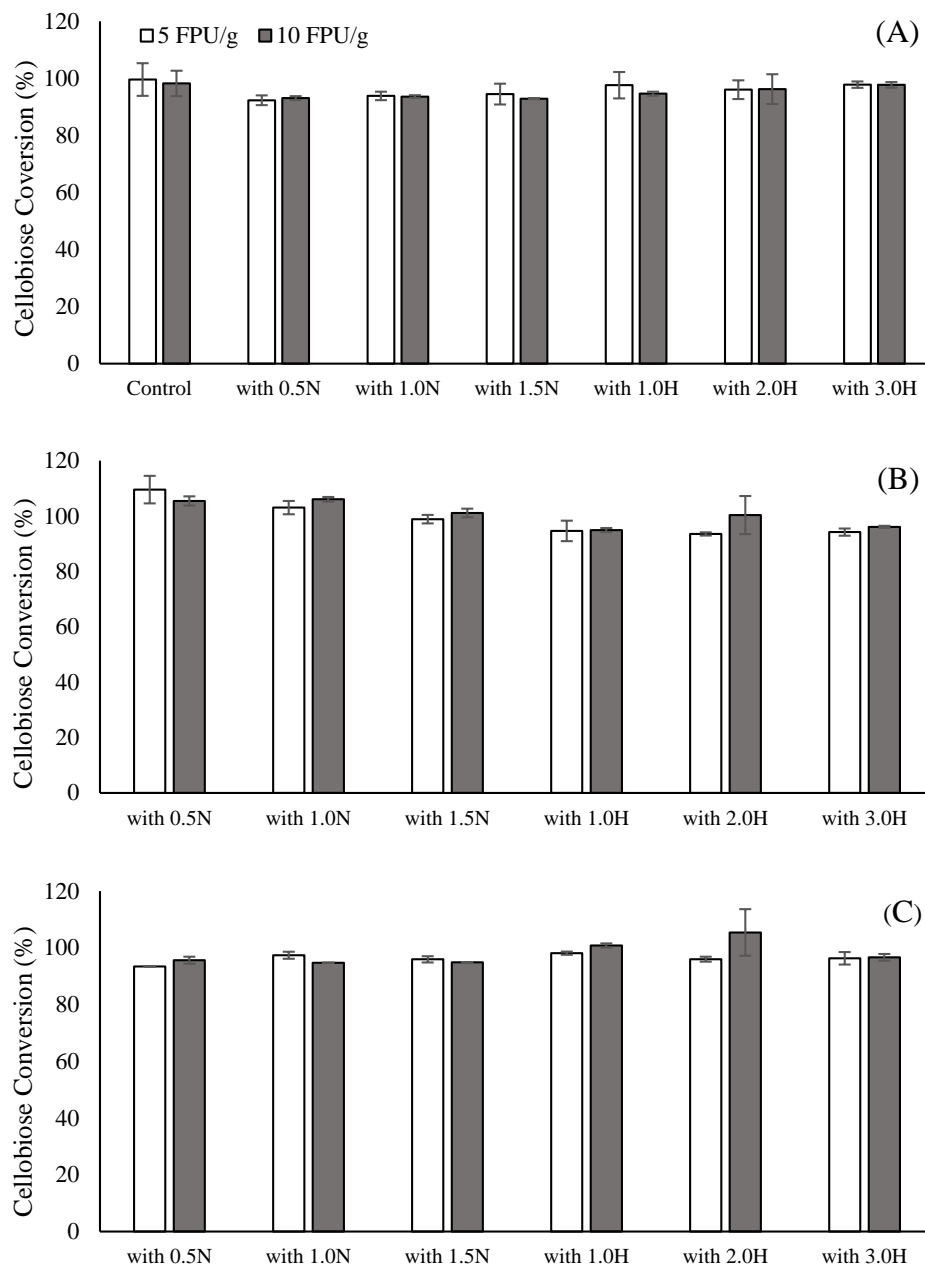 (A)
5 FPU/g 10 FPU/g
Cellobiose Coversion (%)
120
100
80
60
40
20
0
Control with 0.5N with 1.0N with 1.5N with 1.0H with 2.0H with 3.0H
(B)
Cellobiose Conversion (%)
120
100
80
60
40
20
0
with 0.5N with 1.0N with 1.5N with 1.0H with 2.0H with 3.0H
(C)
Cellobiose Conversion (%)
120
100
80
60
40
20
0
with 0.5N with 1.0N with 1.5N with 1.0H with 2.0H with 3.0H